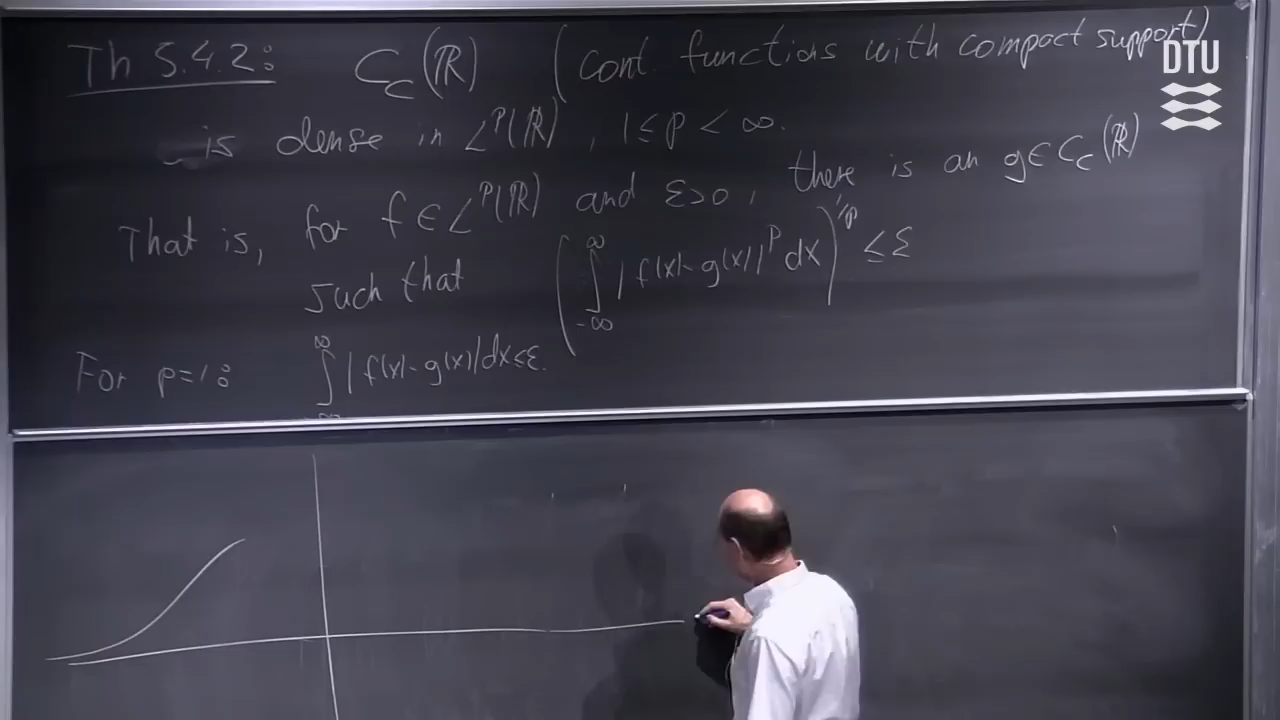 Th 5.4.2: C_c(ℝ) (cont. functions with compact support)
is dense in L^p(ℝ), 1 ≤ p < ∞.
That is, for f ∈ L^p(ℝ) and ε>0, there is an g ∈ C_c(ℝ)
such that (∫_{-∞}^{∞} |f(x)-g(x)|^p dx)^{1/p} ≤ ε
For p=1: ∫_{-∞}^{∞} |f(x)-g(x)|dx ≤ ε.
DTU